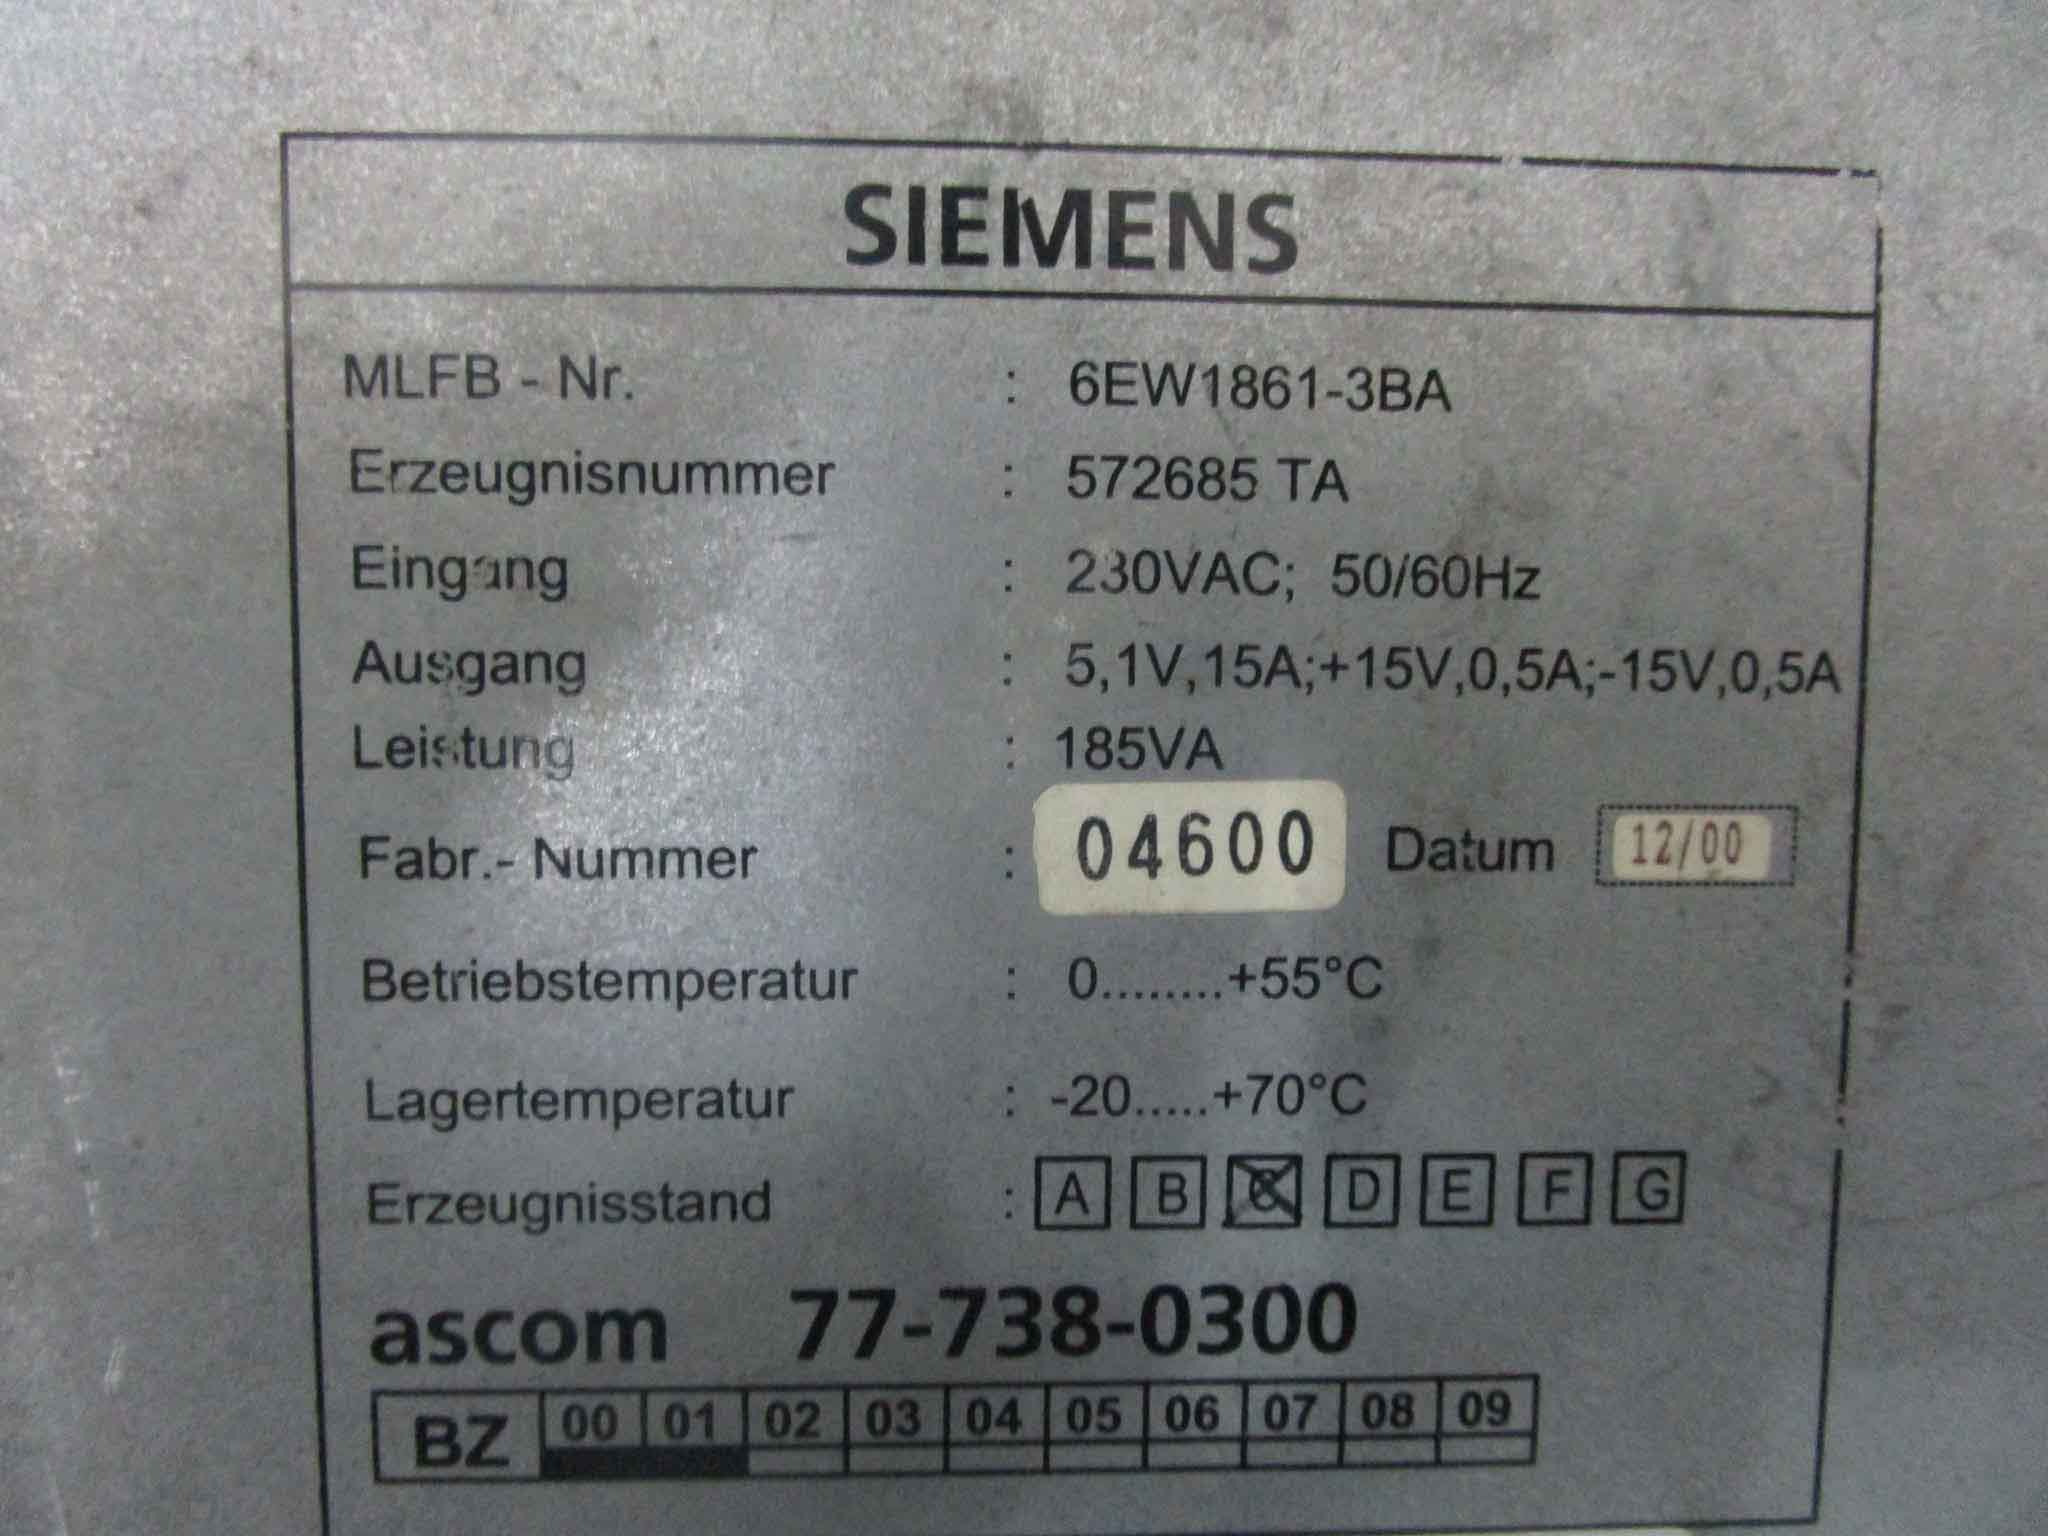 SIEMENS
MLFB - Nr. : 6EW1861-3BA
Erzeugnisnummer : 572685 TA
Eingang : 230VAC; 50/60Hz
Ausgang : 5,1V,15A;+15V,0,5A;-15V,0,5A
Leistung : 185VA
Fabr.- Nummer : 04600 Datum 12/00
Betriebstemperatur : 0........+55°C
Lagertemperatur : -20.....+70°C
Erzeugnisstand : A B C D E F G
ascom 77-738-0300
BZ 00 01 02 03 04 05 06 07 08 09